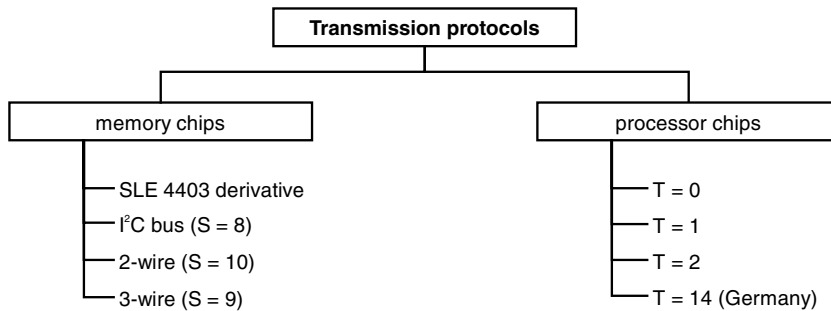 Transmission protocols
memory chips
SLE 4403 derivative
I²C bus (S = 8)
2-wire (S = 10)
3-wire (S = 9)
processor chips
T = 0
T = 1
T = 2
T = 14 (Germany)